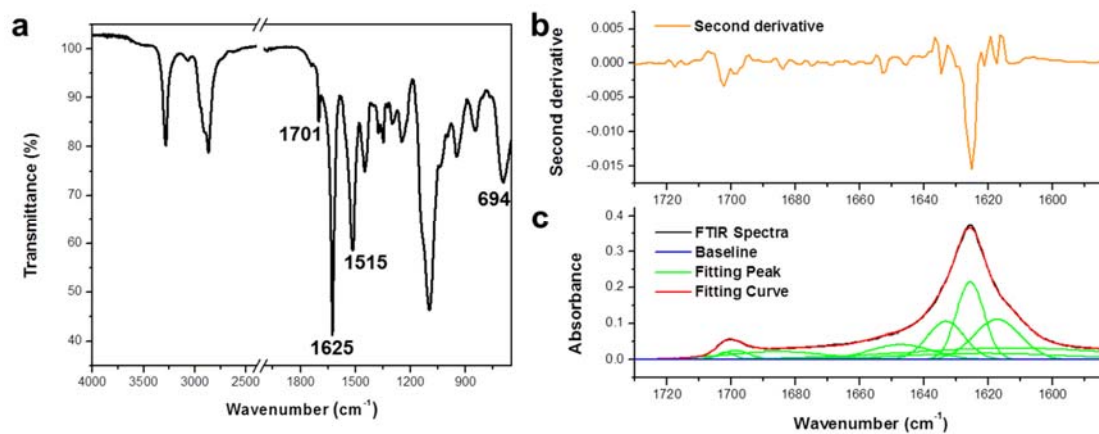 a
Transmittance (%)
100
90
80
70
60
50
40
1701
1625
1515
694
4000 3500 3000 2500 1800 1500 1200 900
Wavenumber (cm-1)
b
Second derivative
Second derivative
0.005
0.000
-0.005
-0.010
-0.015
1720 1700 1680 1660 1640 1620 1600
c
Absorbance
0.4
0.3
0.2
0.1
0.0
FTIR Spectra
Baseline
Fitting Peak
Fitting Curve
1720 1700 1680 1660 1640 1620 1600
Wavenumber (cm-1)